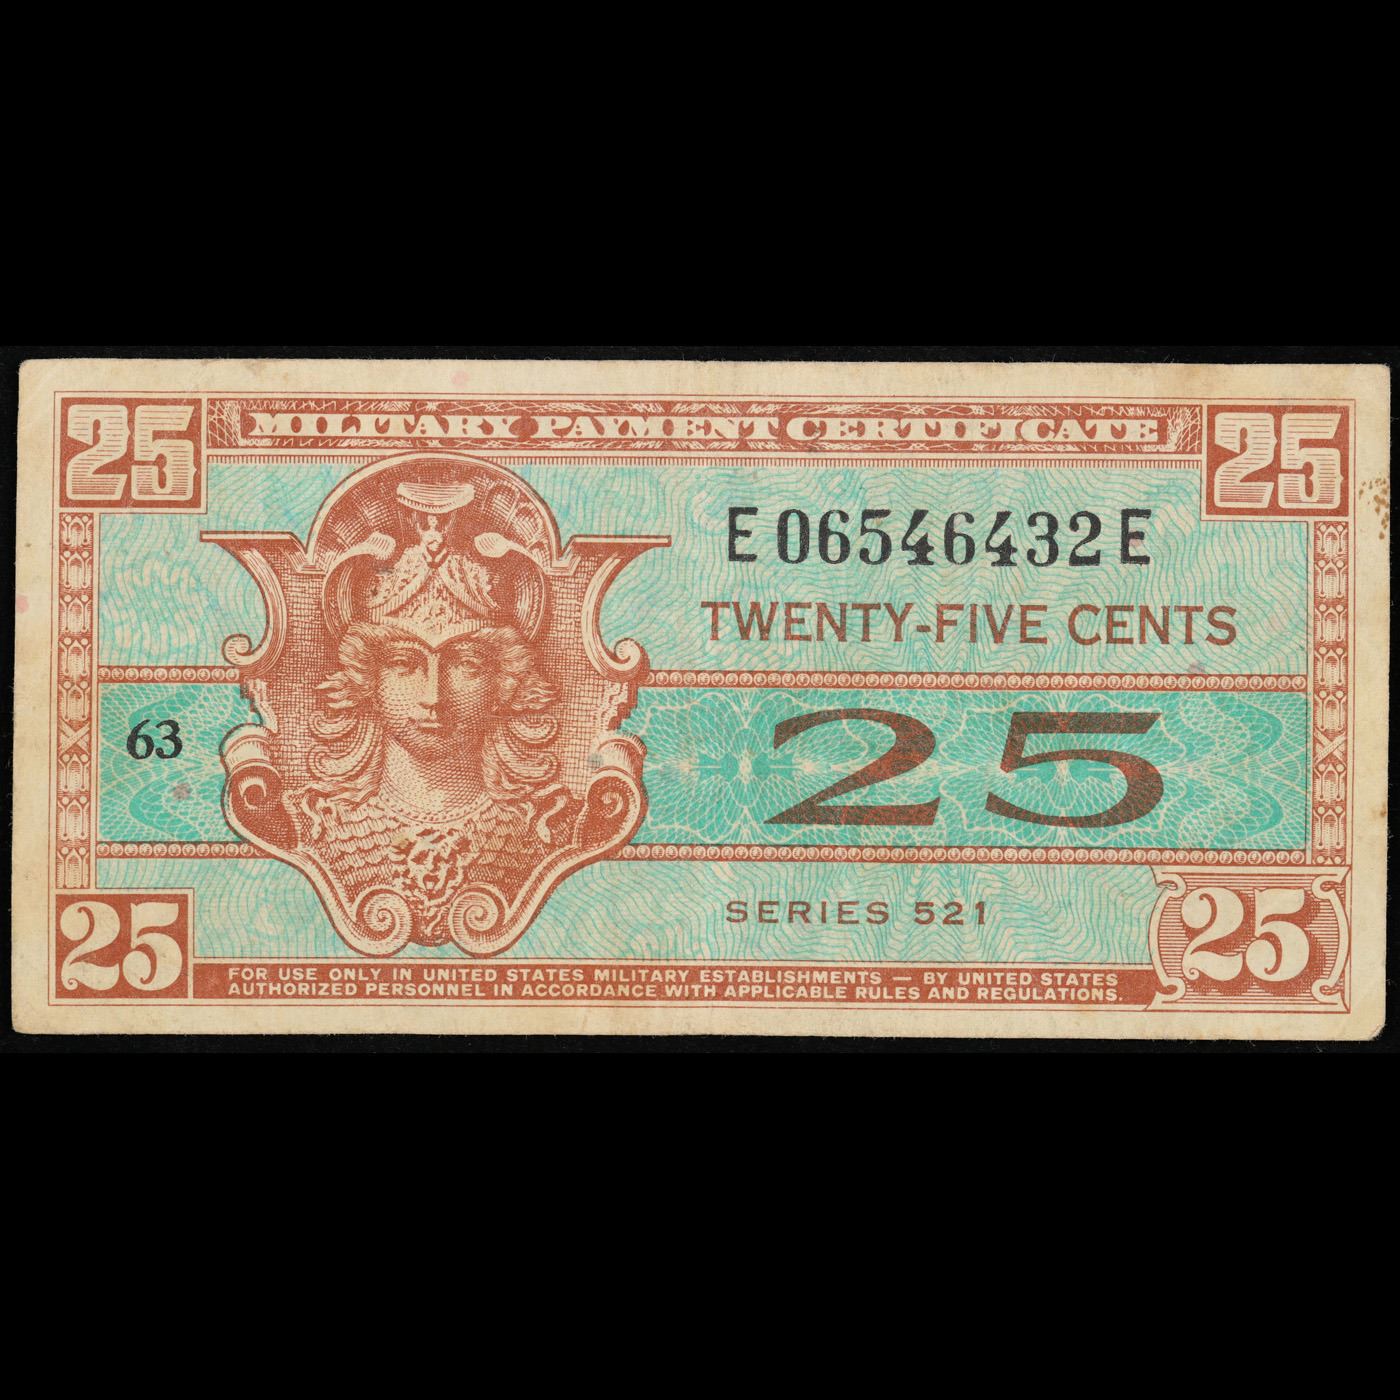 25 MILITARY PAYMENT CERTIFICATE 25
E06546432E
TWENTY-FIVE CENTS
63
25
SERIES 521
25
25
FOR USE ONLY IN UNITED STATES MILITARY ESTABLISHMENTS — BY UNITED STATES
AUTHORIZED PERSONNEL IN ACCORDANCE WITH APPLICABLE RULES AND REGULATIONS.